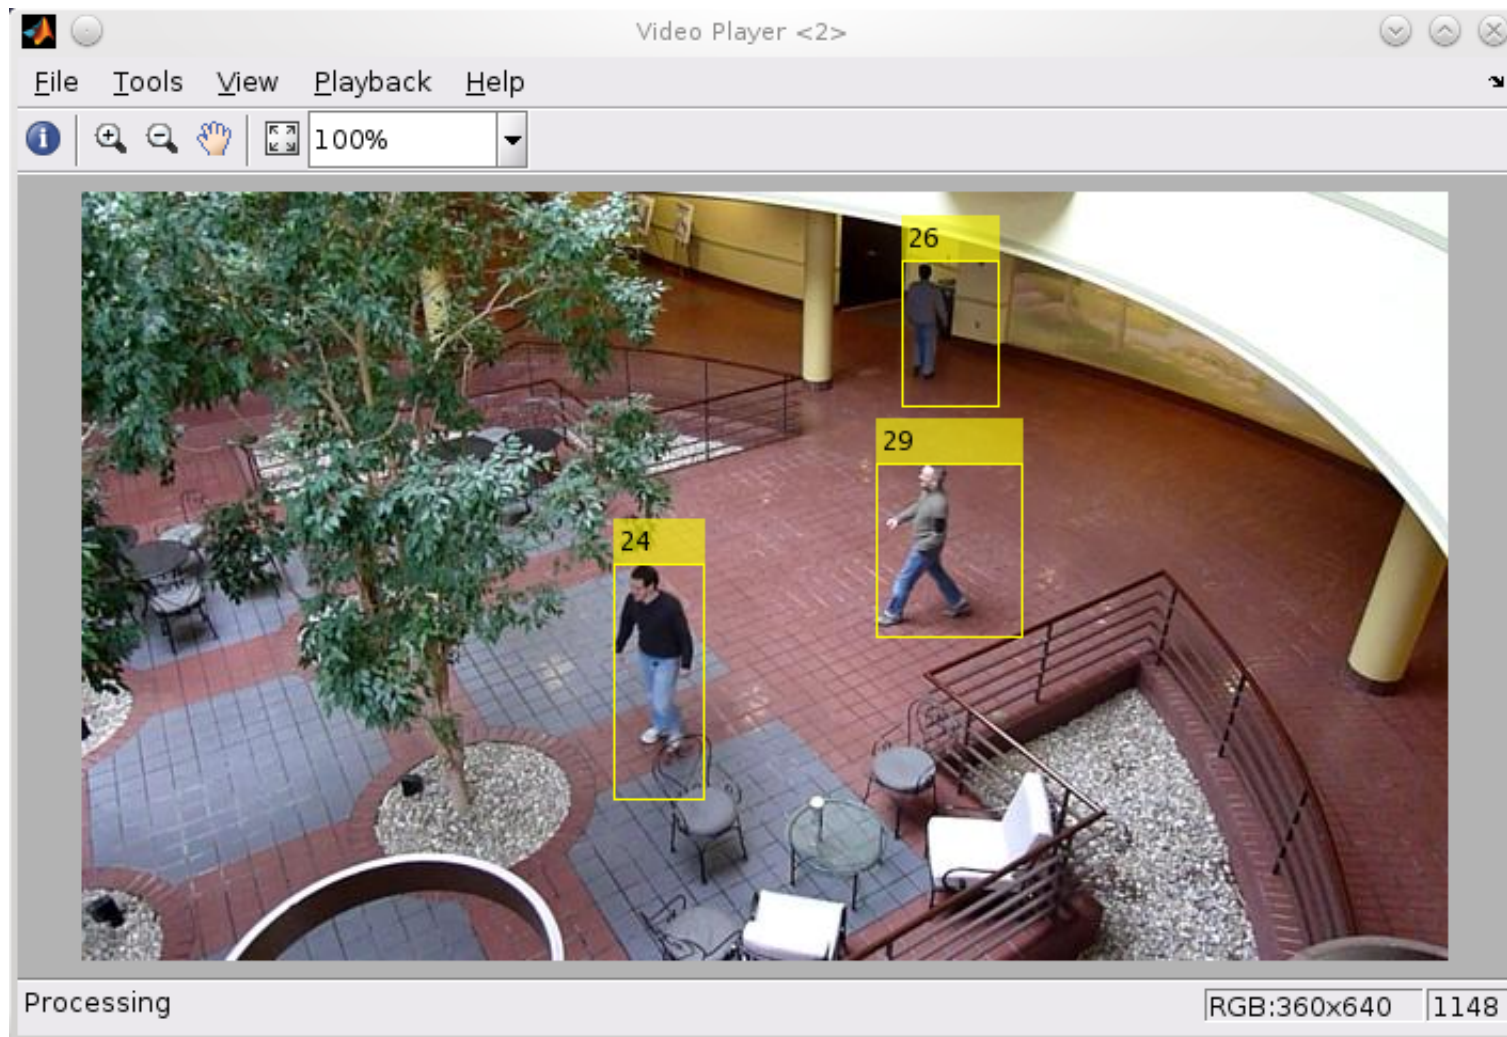 Video Player <2>
File Tools View Playback Help
100%
26
29
24
Processing
RGB:360x640
1148